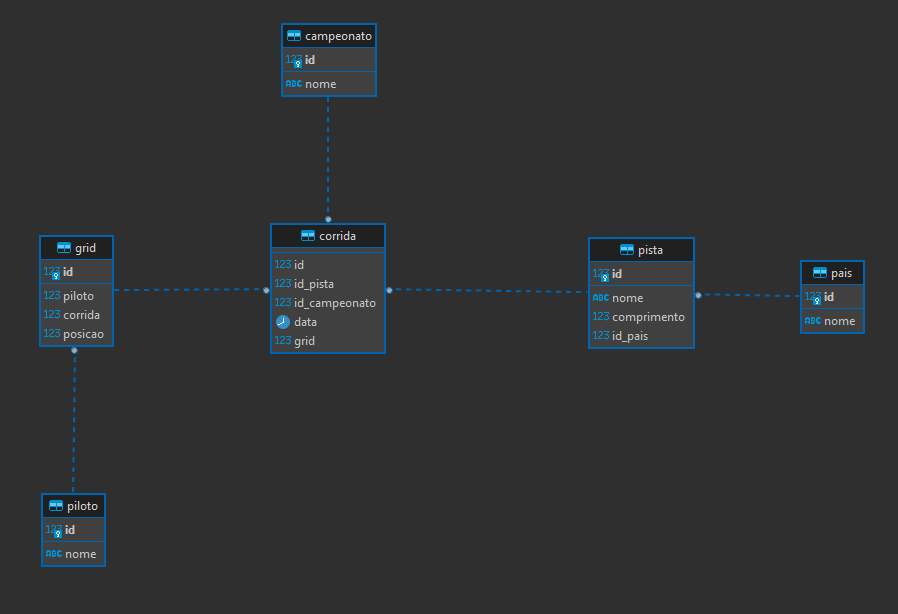 campeonato
123 id
ABC nome
grid
123 id
123 piloto
123 corrida
123 posicao
corrida
123 id
123 id_pista
123 id_campeonato
data
123 grid
pista
123 id
ABC nome
123 comprimento
123 id_pais
pais
123 id
ABC nome
piloto
123 id
ABC nome